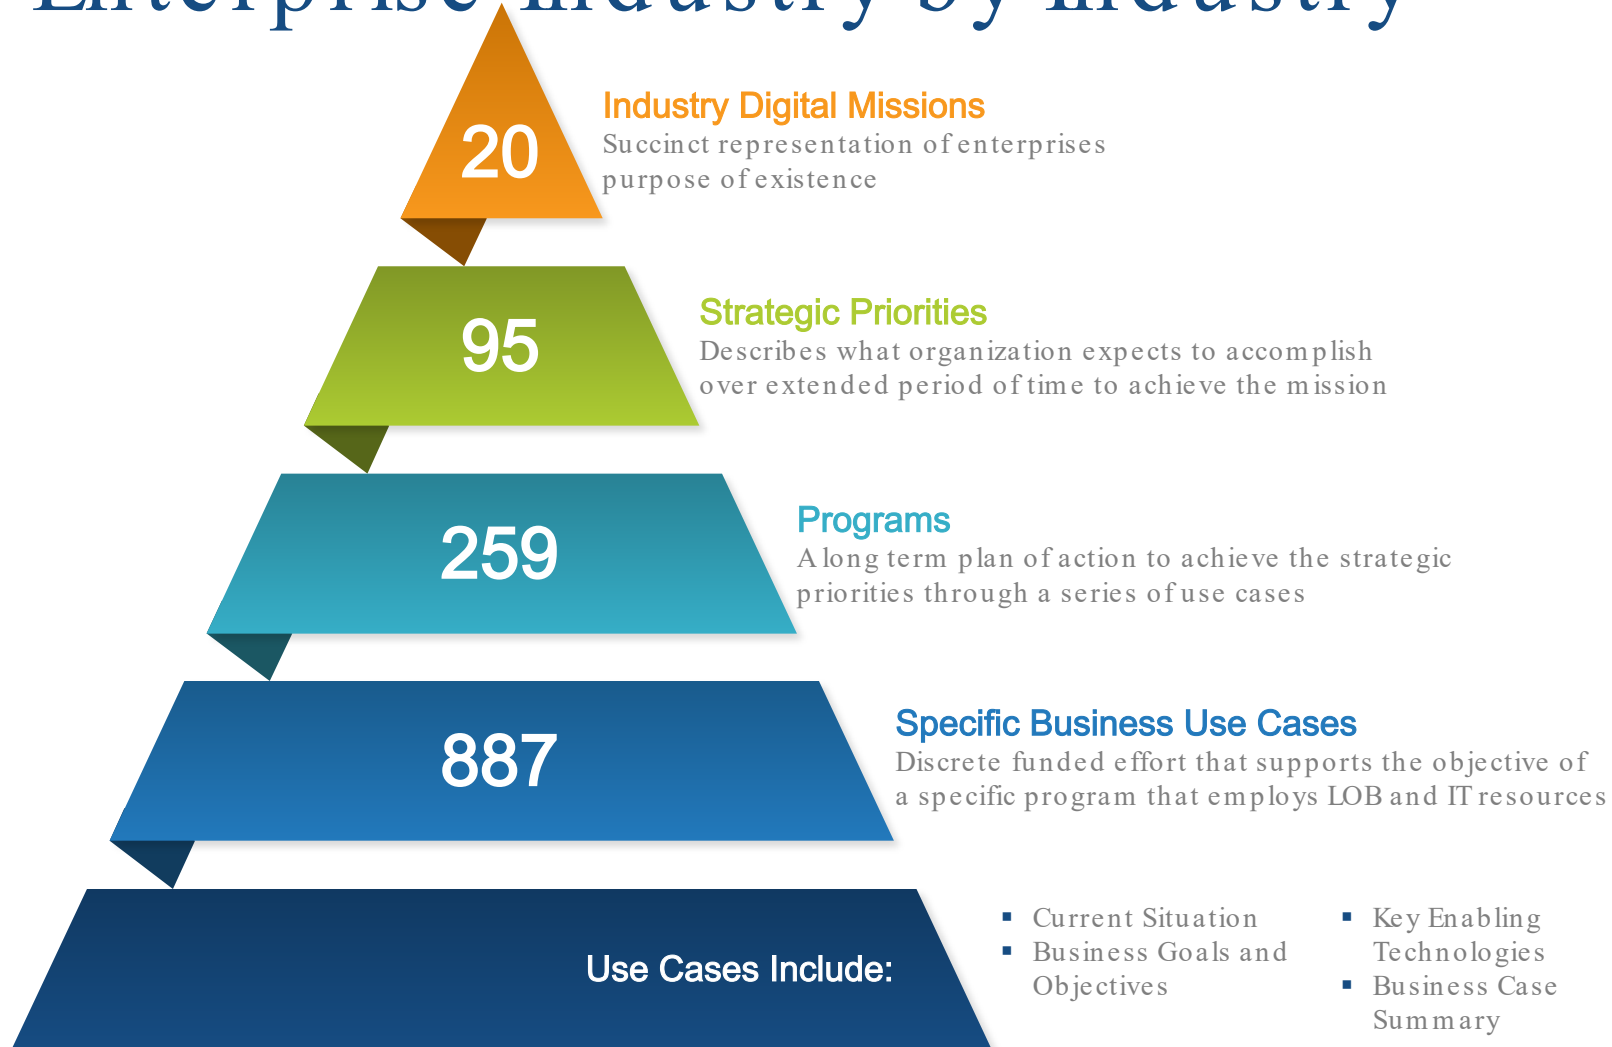 Enterprise Industry by Industry
20
Industry Digital Missions
Succinct representation of enterprises
purpose of existence
95
Strategic Priorities
Describes what organization expects to accomplish
over extended period of time to achieve the mission
259
Programs
A long term plan of action to achieve the strategic
priorities through a series of use cases
887
Specific Business Use Cases
Discrete funded effort that supports the objective of
a specific program that employs LOB and IT resources
Use Cases Include:
▪ Current Situation
▪ Business Goals and
Objectives
▪ Key Enabling
Technologies
▪ Business Case
Summary